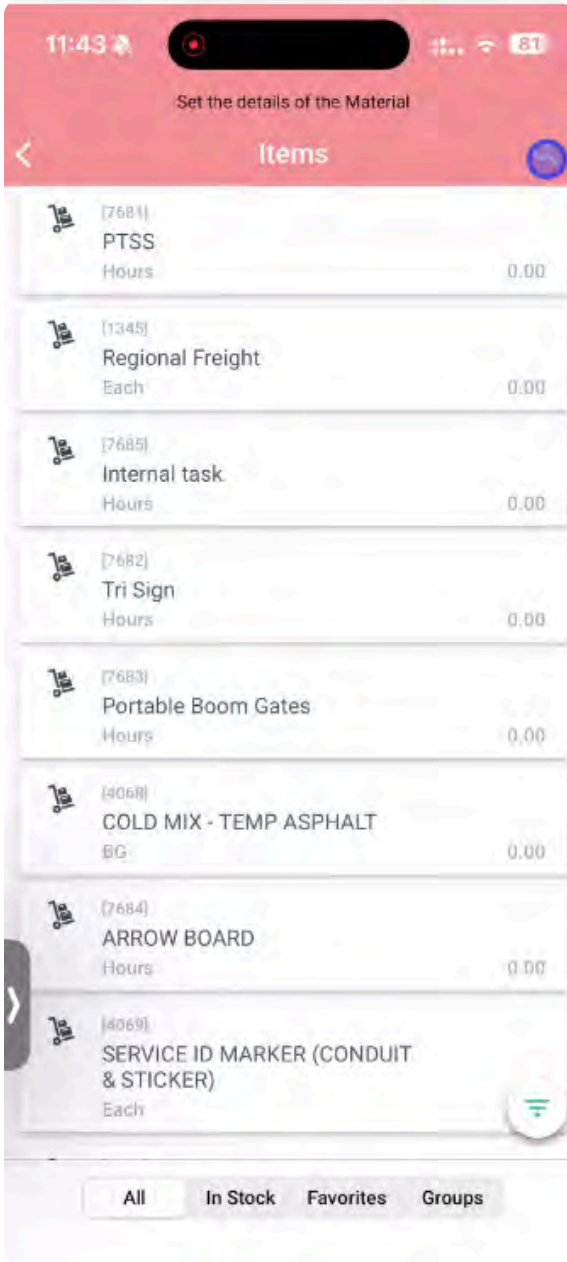 11:43
81
Set the details of the Material
Items
[7681]
PTSS
Hours 0.00
[1345]
Regional Freight
Each 0.00
[7685]
Internal task
Hours 0.00
[7682]
Tri Sign
Hours 0.00
[7683]
Portable Boom Gates
Hours 0.00
[4068]
COLD MIX - TEMP ASPHALT
BG 0.00
[7684]
ARROW BOARD
Hours 0.00
[4069]
SERVICE ID MARKER (CONDUIT
& STICKER)
Each
All In Stock Favorites Groups